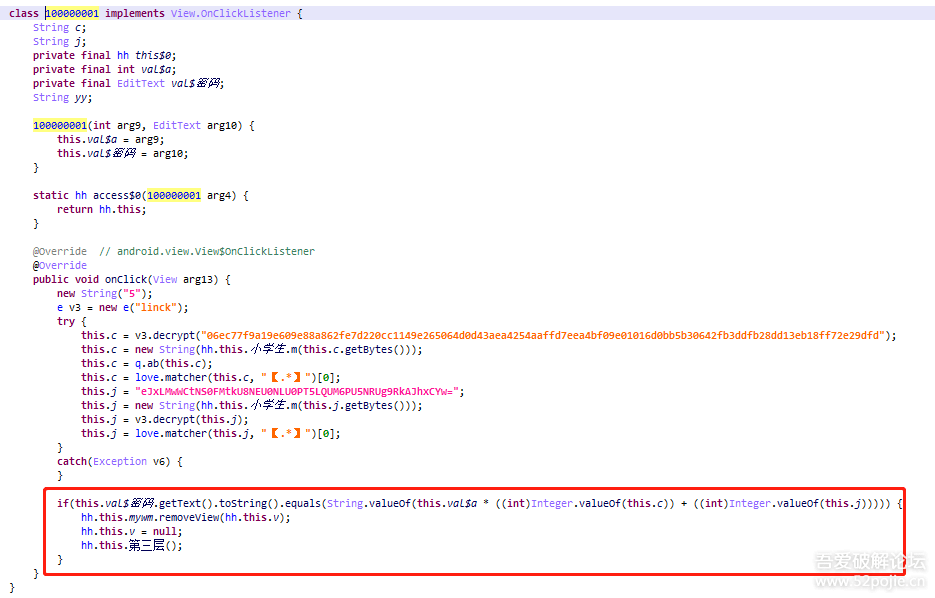 class 100000001 implements View.OnClickListener {
String c;
String j;
private final hh this$0;
private final int val$a;
private final EditText val$密码;
String yy;
100000001(int arg9, EditText arg10) {
this.val$a = arg9;
this.val$密码 = arg10;
}
static hh access$0(100000001 arg4) {
return hh.this;
}
@Override  // android.view.View$OnClickListener
@Override
public void onClick(View arg13) {
new String("5");
e v3 = new e("linck");
try {
this.c = v3.decrypt("06ec77f9a19e609e88a862fe7d220cc1149e265064d0d43aea4254aaffd7eea4bf09e01016d0bb5b30642fb3ddfb28dd13eb18ff72e29dfd");
this.c = new String(hh.this.小学生.m(this.c.getBytes()));
this.c = q.ab(this.c);
this.c = love.matcher(this.c, "【.*】")[0];
this.j = "eJxLMwWCtNS0FMtkU8NEU0NLU0PT5LQUM6PU5NRUg9RkAJhxCYw=";
this.j = new String(hh.this.小学生.m(this.j.getBytes()));
this.j = v3.decrypt(this.j);
this.j = love.matcher(this.j, "【.*】")[0];
}
catch(Exception v6) {
}
if(this.val$密码.getText().toString().equals(String.valueOf(this.val$a * ((int)Integer.valueOf(this.c)) + ((int)Integer.valueOf(this.j))))) {
hh.this.mywm.removeView(hh.this.v);
hh.this.v = null;
hh.this.第三层();
}
}
}
吾爱破解论坛
www.52pojie.cn